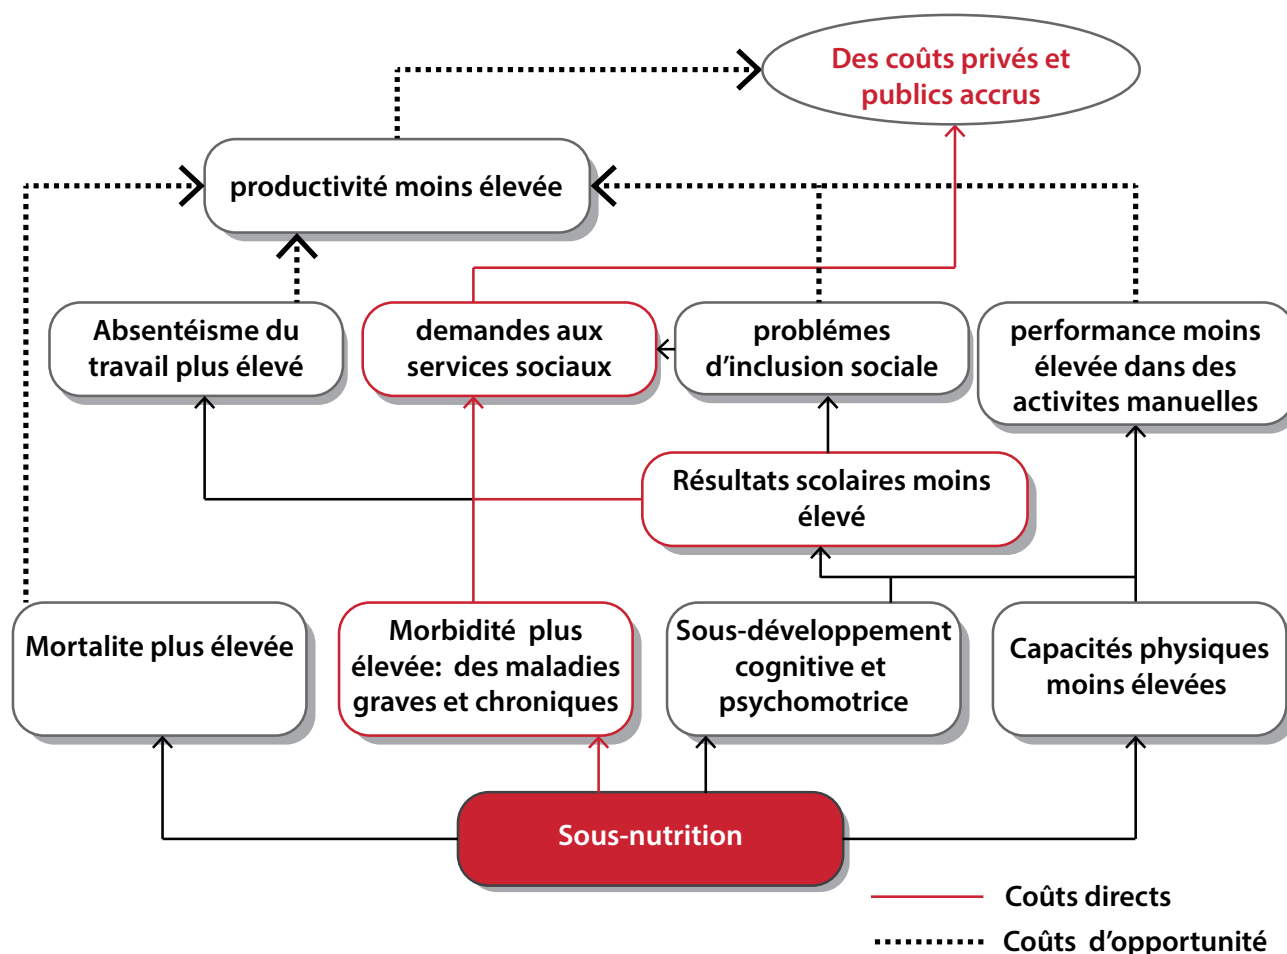 Des coûts privés et
publics accrus
productivité moins élevée
Absentéisme du
travail plus élevé
demandes aux
services sociaux
problémes
d'inclusion sociale
performance moins
élevée dans des
activites manuelles
Résultats scolaires moins
élevé
Mortalite plus élevée
Morbidité plus
élevée: des maladies
graves et chroniques
Sous-développement
cognitive et
psychomotrice
Capacités physiques
moins élevées
Sous-nutrition
Coûts directs
Coûts d'opportunité